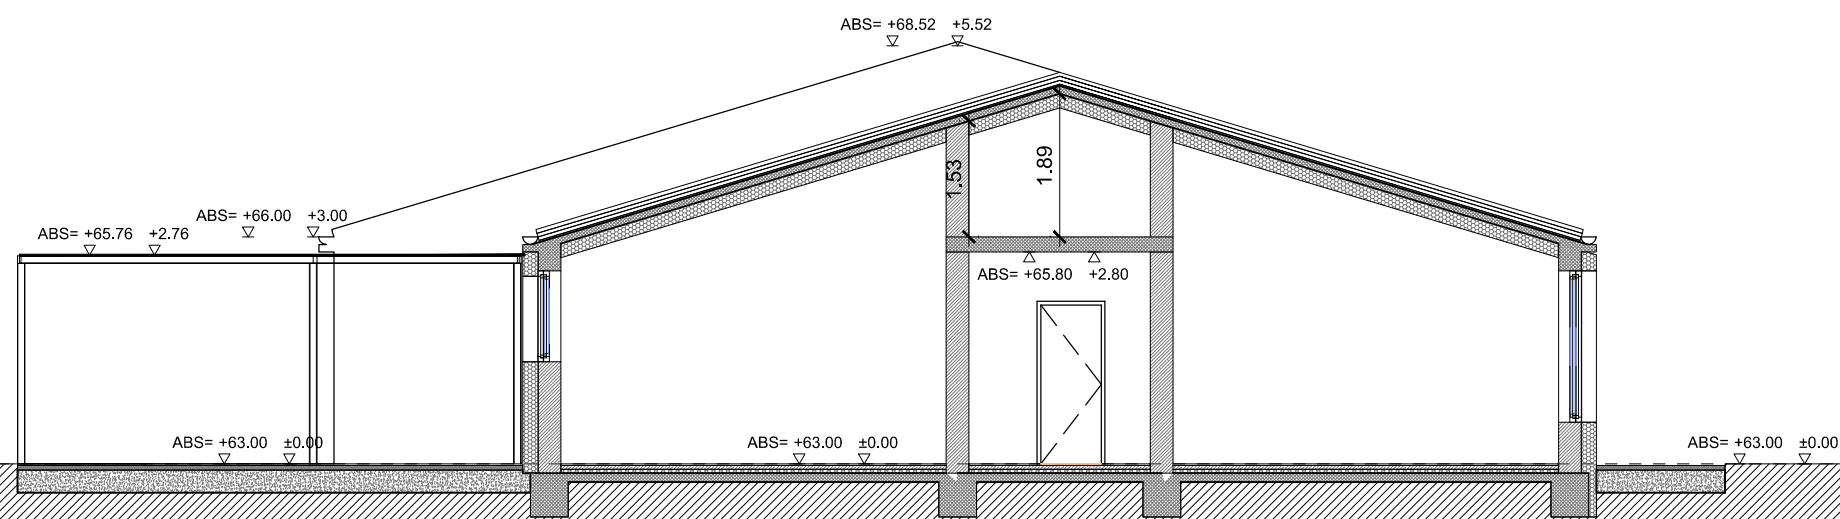 ABS= +68.52 +5.52
1.53
1.89
ABS= +66.00 +3.00
ABS= +65.76 +2.76
ABS= +65.80 +2.80
ABS= +63.00 ±0.00
ABS= +63.00 ±0.00
ABS= +63.00 ±0.00